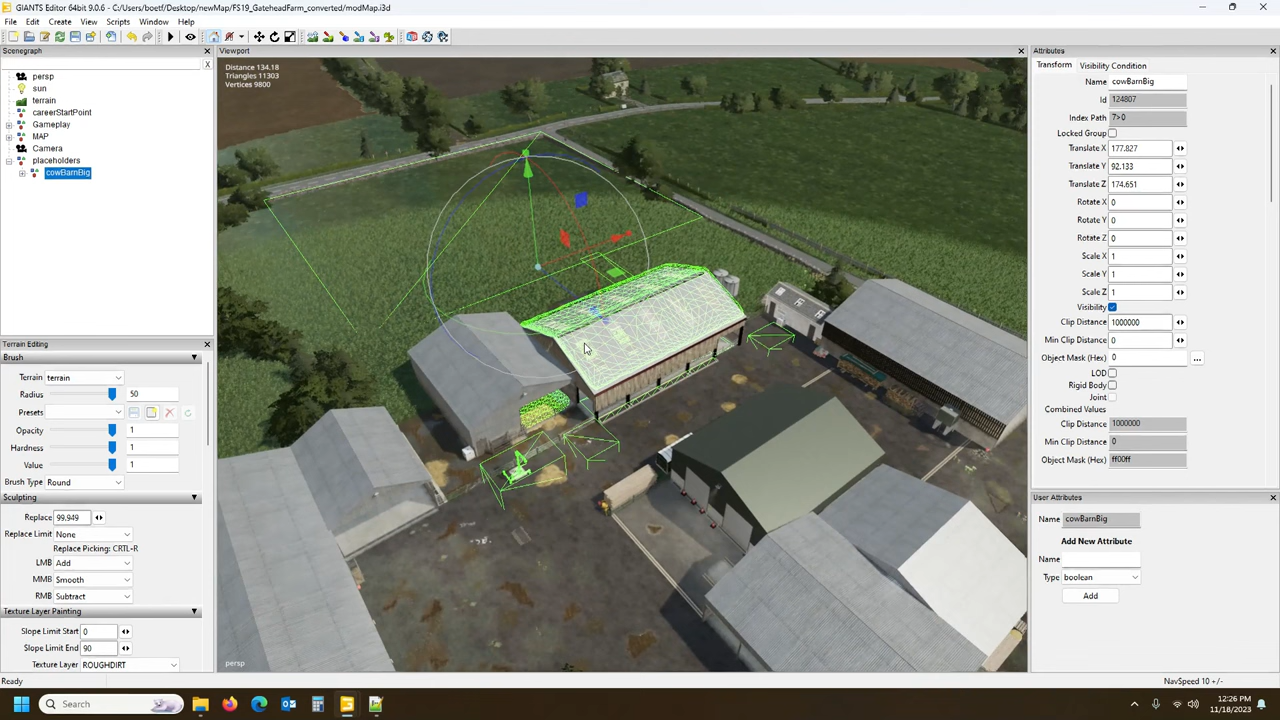 GIANTS Editor 64bit 9.0.6 - C:/Users/boetf/Desktop/newMap/FS19_GateheadFarm_converted/modMap.i3d
File Edit Create View Scripts Window Help
Scenegraph
X
persp
sun
terrain
careerStartPoint
Gameplay
MAP
Camera
placeholders
cowBarnBig
Terrain Editing
Brush
Terrain terrain
Radius 50
Presets
Opacity 1
Hardness 1
Value 1
Brush Type Round
Sculpting
Replace 99,949
Replace Limit None
Replace Picking: CRTL-R
LMB Add
MMB Smooth
RMB Subtract
Texture Layer Painting
Slope Limit Start 0
Slope Limit End 90
Texture Layer ROUGHDIRT
Viewport
Distance 134.18
Triangles 11303
Vertices 9800
persp
Attributes
Transform Visibility Condition
Name cowBarnBig
Id 124807
Index Path 7>0
Locked Group
Translate X 177.827
Translate Y 92.133
Translate Z 174.651
Rotate X 0
Rotate Y 0
Rotate Z 0
Scale X 1
Scale Y 1
Scale Z 1
Visibility
Clip Distance 1000000
Min Clip Distance 0
Object Mask (Hex) 0 ...
LOD
Rigid Body
Joint
Combined Values
Clip Distance 1000000
Min Clip Distance 0
Object Mask (Hex) ff00ff
User Attributes
Name cowBarnBig
Add New Attribute
Name
Type boolean
Add
Ready
NavSpeed 10 +/-
Search
12:26 PM
11/18/2023